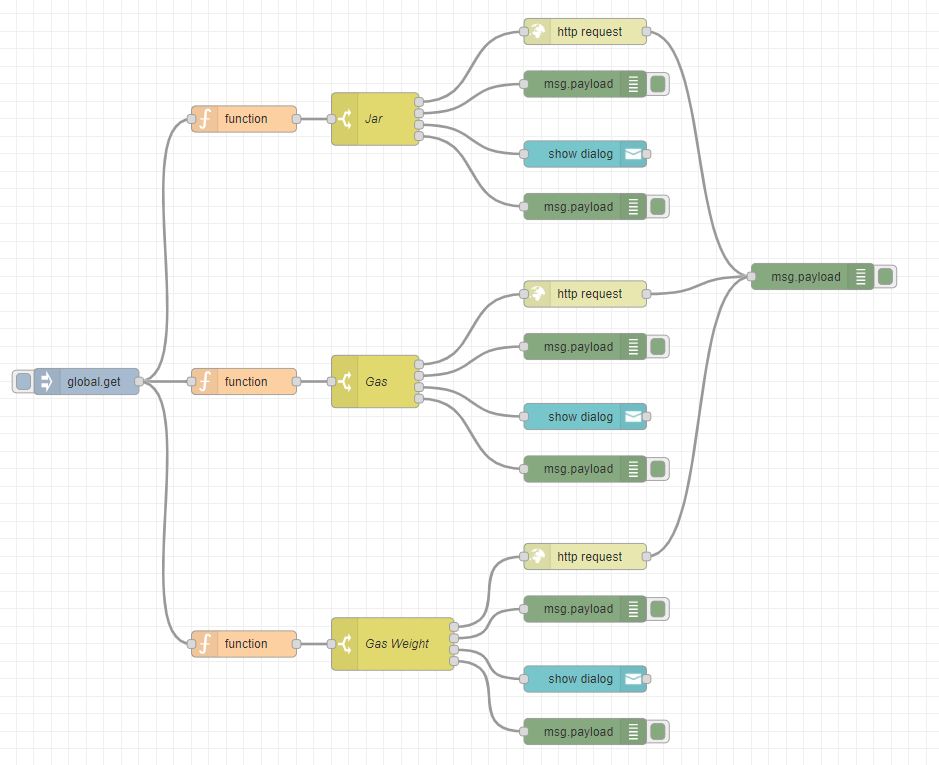 http request
msg.payload
function
Jar
show dialog
msg.payload
msg.payload
http request
msg.payload
global.get
function
Gas
show dialog
msg.payload
http request
msg.payload
function
Gas Weight
show dialog
msg.payload